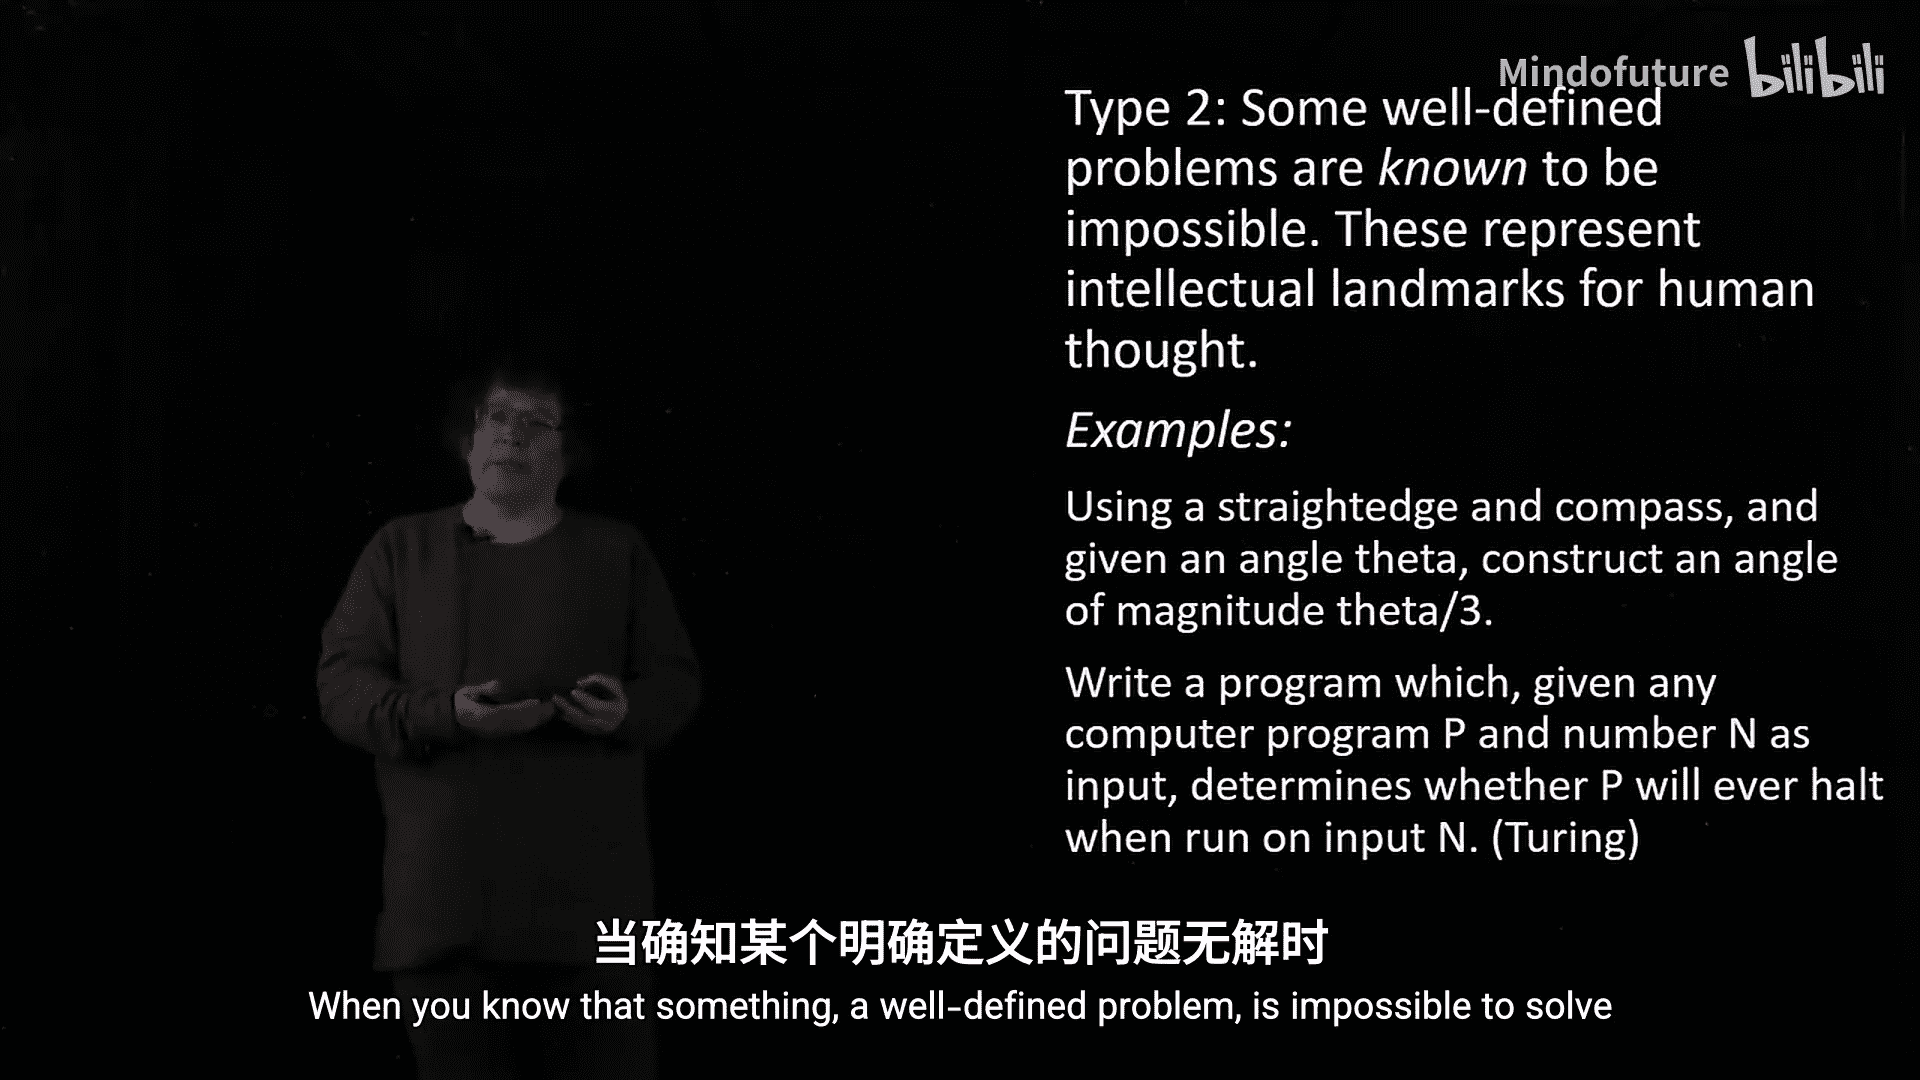 Mindofuture bilibili
Type 2: Some well-defined
problems are known to be
impossible. These represent
intellectual landmarks for human
thought.
Examples:
Using a straightedge and compass, and
given an angle theta, construct an angle
of magnitude theta/3.
Write a program which, given any
computer program P and number N as
input, determines whether P will ever halt
when run on input N. (Turing)
当确知某个明确定义的问题无解时
When you know that something, a well-defined problem, is impossible to solve